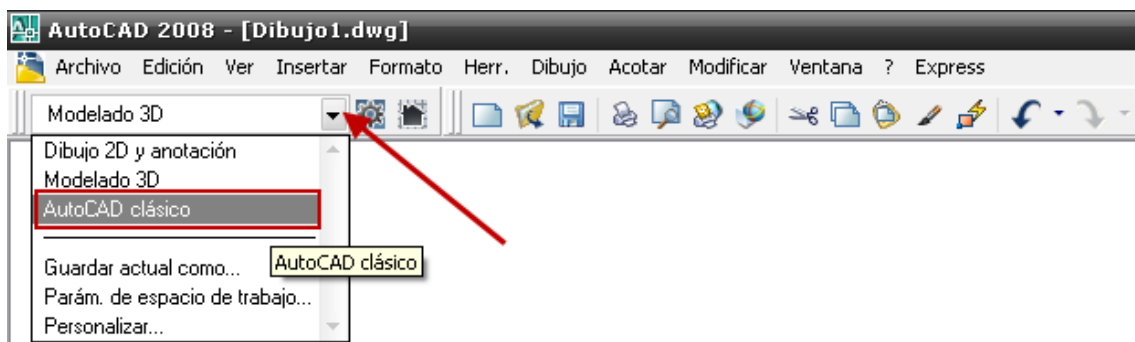 AutoCAD 2008 - [Dibujo1.dwg]
Archivo Edición Ver Insertar Formato Herr. Dibujo Acotar Modificar Ventana ? Express
Modelado 3D
Dibujo 2D y anotación
Modelado 3D
AutoCAD clásico
AutoCAD clásico
Guardar actual como...
Parám. de espacio de trabajo...
Personalizar...